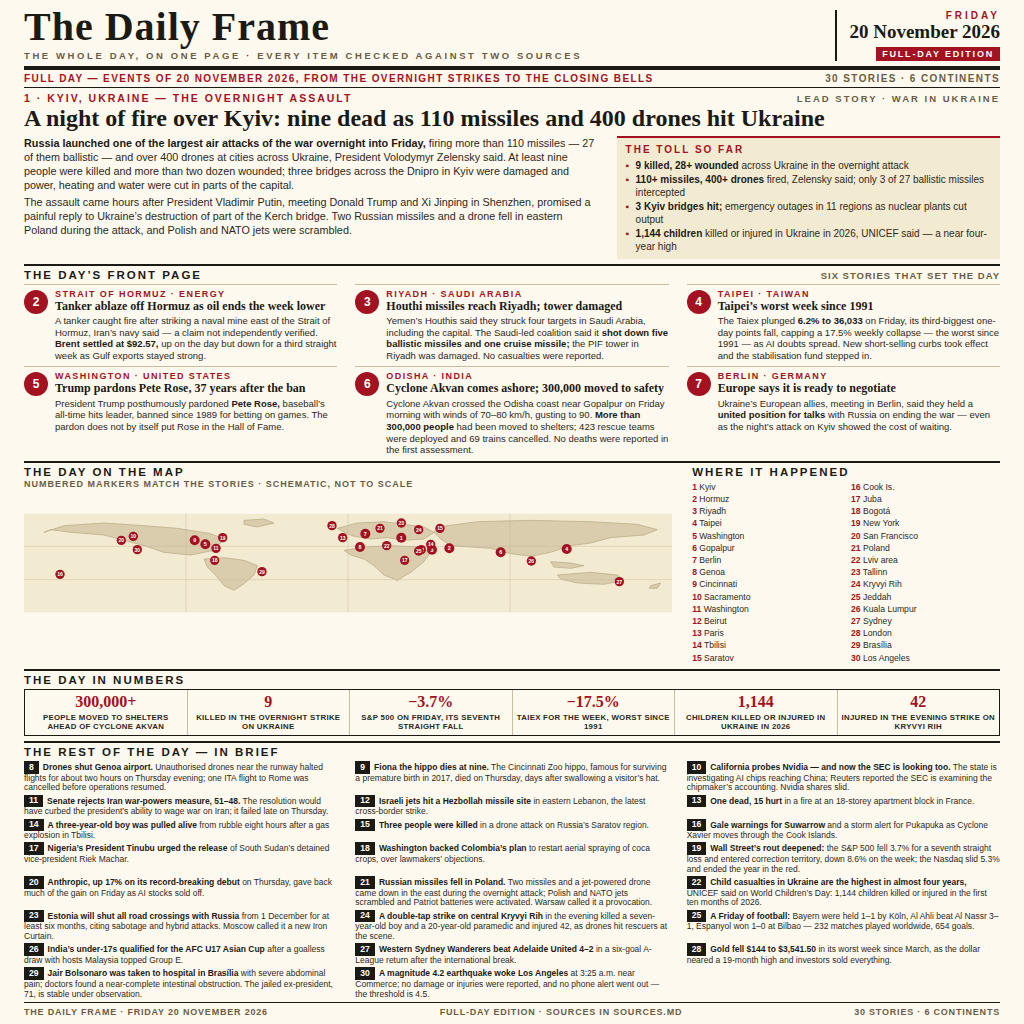 The Daily Frame
THE WHOLE DAY, ON ONE PAGE · EVERY ITEM CHECKED AGAINST TWO SOURCES
FRIDAY
20 November 2026
FULL-DAY EDITION
FULL DAY — EVENTS OF 20 NOVEMBER 2026, FROM THE OVERNIGHT STRIKES TO THE CLOSING BELLS
30 STORIES · 6 CONTINENTS
1 · KYIV, UKRAINE — THE OVERNIGHT ASSAULT
LEAD STORY · WAR IN UKRAINE
A night of fire over Kyiv: nine dead as 110 missiles and 400 drones hit Ukraine
Russia launched one of the largest air attacks of the war overnight into Friday, firing more than 110 missiles — 27
of them ballistic — and over 400 drones at cities across Ukraine, President Volodymyr Zelensky said. At least nine
people were killed and more than two dozen wounded; three bridges across the Dnipro in Kyiv were damaged and
power, heating and water were cut in parts of the capital.
The assault came hours after President Vladimir Putin, meeting Donald Trump and Xi Jinping in Shenzhen, promised a
painful reply to Ukraine's destruction of part of the Kerch bridge. Two Russian missiles and a drone fell in eastern
Poland during the attack, and Polish and NATO jets were scrambled.
THE TOLL SO FAR
▪ 9 killed, 28+ wounded across Ukraine in the overnight attack
▪ 110+ missiles, 400+ drones fired, Zelensky said; only 3 of 27 ballistic missiles
intercepted
▪ 3 Kyiv bridges hit; emergency outages in 11 regions as nuclear plants cut
output
▪ 1,144 children killed or injured in Ukraine in 2026, UNICEF said — a near four-
year high
THE DAY'S FRONT PAGE
SIX STORIES THAT SET THE DAY
2
STRAIT OF HORMUZ · ENERGY
Tanker ablaze off Hormuz as oil ends the week lower
A tanker caught fire after striking a naval mine east of the Strait of
Hormuz, Iran's navy said — a claim not independently verified.
Brent settled at $92.57, up on the day but down for a third straight
week as Gulf exports stayed strong.
3
RIYADH · SAUDI ARABIA
Houthi missiles reach Riyadh; tower damaged
Yemen's Houthis said they struck four targets in Saudi Arabia,
including the capital. The Saudi-led coalition said it shot down five
ballistic missiles and one cruise missile; the PIF tower in
Riyadh was damaged. No casualties were reported.
4
TAIPEI · TAIWAN
Taipei's worst week since 1991
The Taiex plunged 6.2% to 36,033 on Friday, its third-biggest one-
day points fall, capping a 17.5% weekly collapse — the worst since
1991 — as AI doubts spread. New short-selling curbs took effect
and the stabilisation fund stepped in.
5
WASHINGTON · UNITED STATES
Trump pardons Pete Rose, 37 years after the ban
President Trump posthumously pardoned Pete Rose, baseball's
all-time hits leader, banned since 1989 for betting on games. The
pardon does not by itself put Rose in the Hall of Fame.
6
ODISHA · INDIA
Cyclone Akvan comes ashore; 300,000 moved to safety
Cyclone Akvan crossed the Odisha coast near Gopalpur on Friday
morning with winds of 70–80 km/h, gusting to 90. More than
300,000 people had been moved to shelters; 423 rescue teams
were deployed and 69 trains cancelled. No deaths were reported in
the first assessment.
7
BERLIN · GERMANY
Europe says it is ready to negotiate
Ukraine's European allies, meeting in Berlin, said they held a
united position for talks with Russia on ending the war — even
as the night's attack on Kyiv showed the cost of waiting.
THE DAY ON THE MAP
NUMBERED MARKERS MATCH THE STORIES · SCHEMATIC, NOT TO SCALE
WHERE IT HAPPENED
1 Kyiv
2 Hormuz
3 Riyadh
4 Taipei
5 Washington
6 Gopalpur
7 Berlin
8 Genoa
9 Cincinnati
10 Sacramento
11 Washington
12 Beirut
13 Paris
14 Tbilisi
15 Saratov
16 Cook Is.
17 Juba
18 Bogotá
19 New York
20 San Francisco
21 Poland
22 Lviv area
23 Tallinn
24 Kryvyi Rih
25 Jeddah
26 Kuala Lumpur
27 Sydney
28 London
29 Brasília
30 Los Angeles
THE DAY IN NUMBERS
300,000+
PEOPLE MOVED TO SHELTERS
AHEAD OF CYCLONE AKVAN
9
KILLED IN THE OVERNIGHT STRIKE
ON UKRAINE
−3.7%
S&P 500 ON FRIDAY, ITS SEVENTH
STRAIGHT FALL
−17.5%
TAIEX FOR THE WEEK, WORST SINCE
1991
1,144
CHILDREN KILLED OR INJURED IN
UKRAINE IN 2026
42
INJURED IN THE EVENING STRIKE ON
KRYVYI RIH
THE REST OF THE DAY — IN BRIEF
8 Drones shut Genoa airport. Unauthorised drones near the runway halted
flights for about two hours on Thursday evening; one ITA flight to Rome was
cancelled before operations resumed.
9 Fiona the hippo dies at nine. The Cincinnati Zoo hippo, famous for surviving
a premature birth in 2017, died on Thursday, days after swallowing a visitor's hat.
10 California probes Nvidia — and now the SEC is looking too. The state is
investigating AI chips reaching China; Reuters reported the SEC is examining the
chipmaker's accounting. Nvidia shares slid.
11 Senate rejects Iran war-powers measure, 51–48. The resolution would
have curbed the president's ability to wage war on Iran; it failed late on Thursday.
12 Israeli jets hit a Hezbollah missile site in eastern Lebanon, the latest
cross-border strike.
13 One dead, 15 hurt in a fire at an 18-storey apartment block in France.
14 A three-year-old boy was pulled alive from rubble eight hours after a gas
explosion in Tbilisi.
15 Three people were killed in a drone attack on Russia's Saratov region.
16 Gale warnings for Suwarrow and a storm alert for Pukapuka as Cyclone
Xavier moves through the Cook Islands.
17 Nigeria's President Tinubu urged the release of South Sudan's detained
vice-president Riek Machar.
18 Washington backed Colombia's plan to restart aerial spraying of coca
crops, over lawmakers' objections.
19 Wall Street's rout deepened: the S&P 500 fell 3.7% for a seventh straight
loss and entered correction territory, down 8.6% on the week; the Nasdaq slid 5.3%
and ended the year in the red.
20 Anthropic, up 17% on its record-breaking debut on Thursday, gave back
much of the gain on Friday as AI stocks sold off.
21 Russian missiles fell in Poland. Two missiles and a jet-powered drone
came down in the east during the overnight attack; Polish and NATO jets
scrambled and Patriot batteries were activated. Warsaw called it a provocation.
22 Child casualties in Ukraine are the highest in almost four years,
UNICEF said on World Children's Day: 1,144 children killed or injured in the first
ten months of 2026.
23 Estonia will shut all road crossings with Russia from 1 December for at
least six months, citing sabotage and hybrid attacks. Moscow called it a new Iron
Curtain.
24 A double-tap strike on central Kryvyi Rih in the evening killed a seven-
year-old boy and a 20-year-old paramedic and injured 42, as drones hit rescuers at
the scene.
25 A Friday of football: Bayern were held 1–1 by Köln, Al Ahli beat Al Nassr 3–
1, Espanyol won 1–0 at Bilbao — 232 matches played worldwide, 654 goals.
26 India's under-17s qualified for the AFC U17 Asian Cup after a goalless
draw with hosts Malaysia topped Group E.
27 Western Sydney Wanderers beat Adelaide United 4–2 in a six-goal A-
League return after the international break.
28 Gold fell $144 to $3,541.50 in its worst week since March, as the dollar
neared a 19-month high and investors sold everything.
29 Jair Bolsonaro was taken to hospital in Brasília with severe abdominal
pain; doctors found a near-complete intestinal obstruction. The jailed ex-president,
71, is stable under observation.
30 A magnitude 4.2 earthquake woke Los Angeles at 3:25 a.m. near
Commerce; no damage or injuries were reported, and no phone alert went out —
the threshold is 4.5.
THE DAILY FRAME · FRIDAY 20 NOVEMBER 2026
FULL-DAY EDITION · SOURCES IN SOURCES.MD
30 STORIES · 6 CONTINENTS